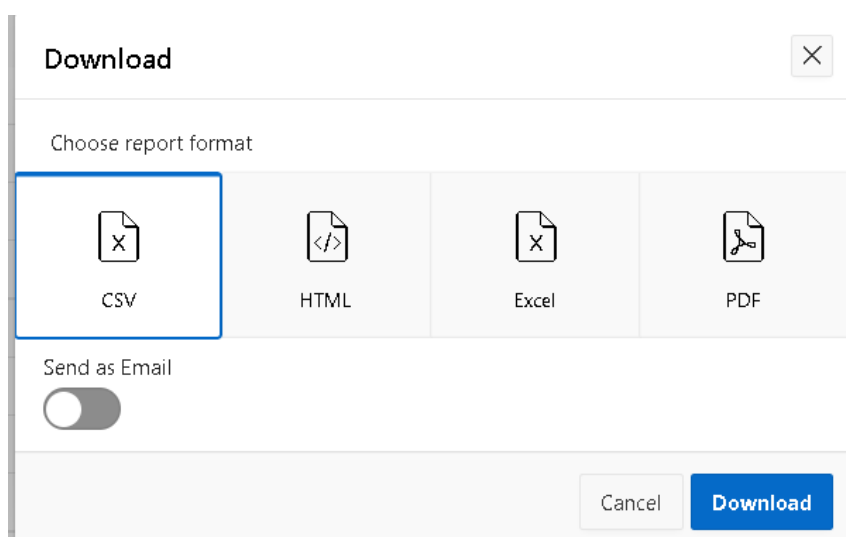 Download
Choose report format
CSV HTML Excel PDF
Send as Email
Cancel Download